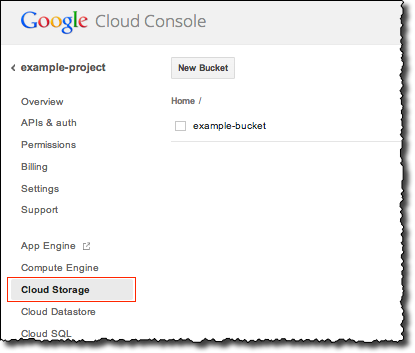 Google Cloud Console
example-project
Overview
APIs & auth
Permissions
Billing
Settings
Support
App Engine
Compute Engine
Cloud Storage
Cloud Datastore
Cloud SQL
New Bucket
Home /
example-bucket